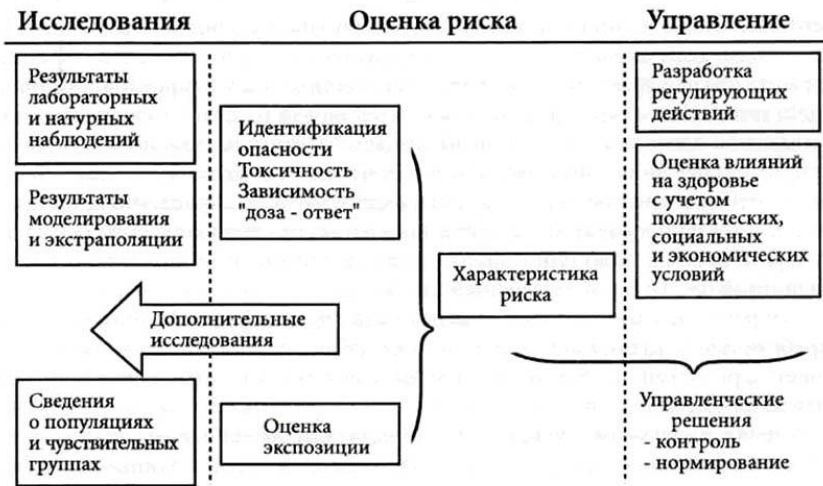 Исследования
Оценка риска
Управление
Результаты
лабораторных
и натурных
наблюдений
Результаты
моделирования
и экстраполяции
Сведения
о популяциях
и чувствительных
группах
Идентификация
опасности
Токсичность
Зависимость
"доза - ответ"
Дополнительные
исследования
Оценка
экспозиции
Характеристика
риска
Разработка
регулирующих
действий
Оценка влияний
на здоровье
с учетом
политических,
социальных
и экономических
условий
Управленческие
решения
- контроль
- нормирование